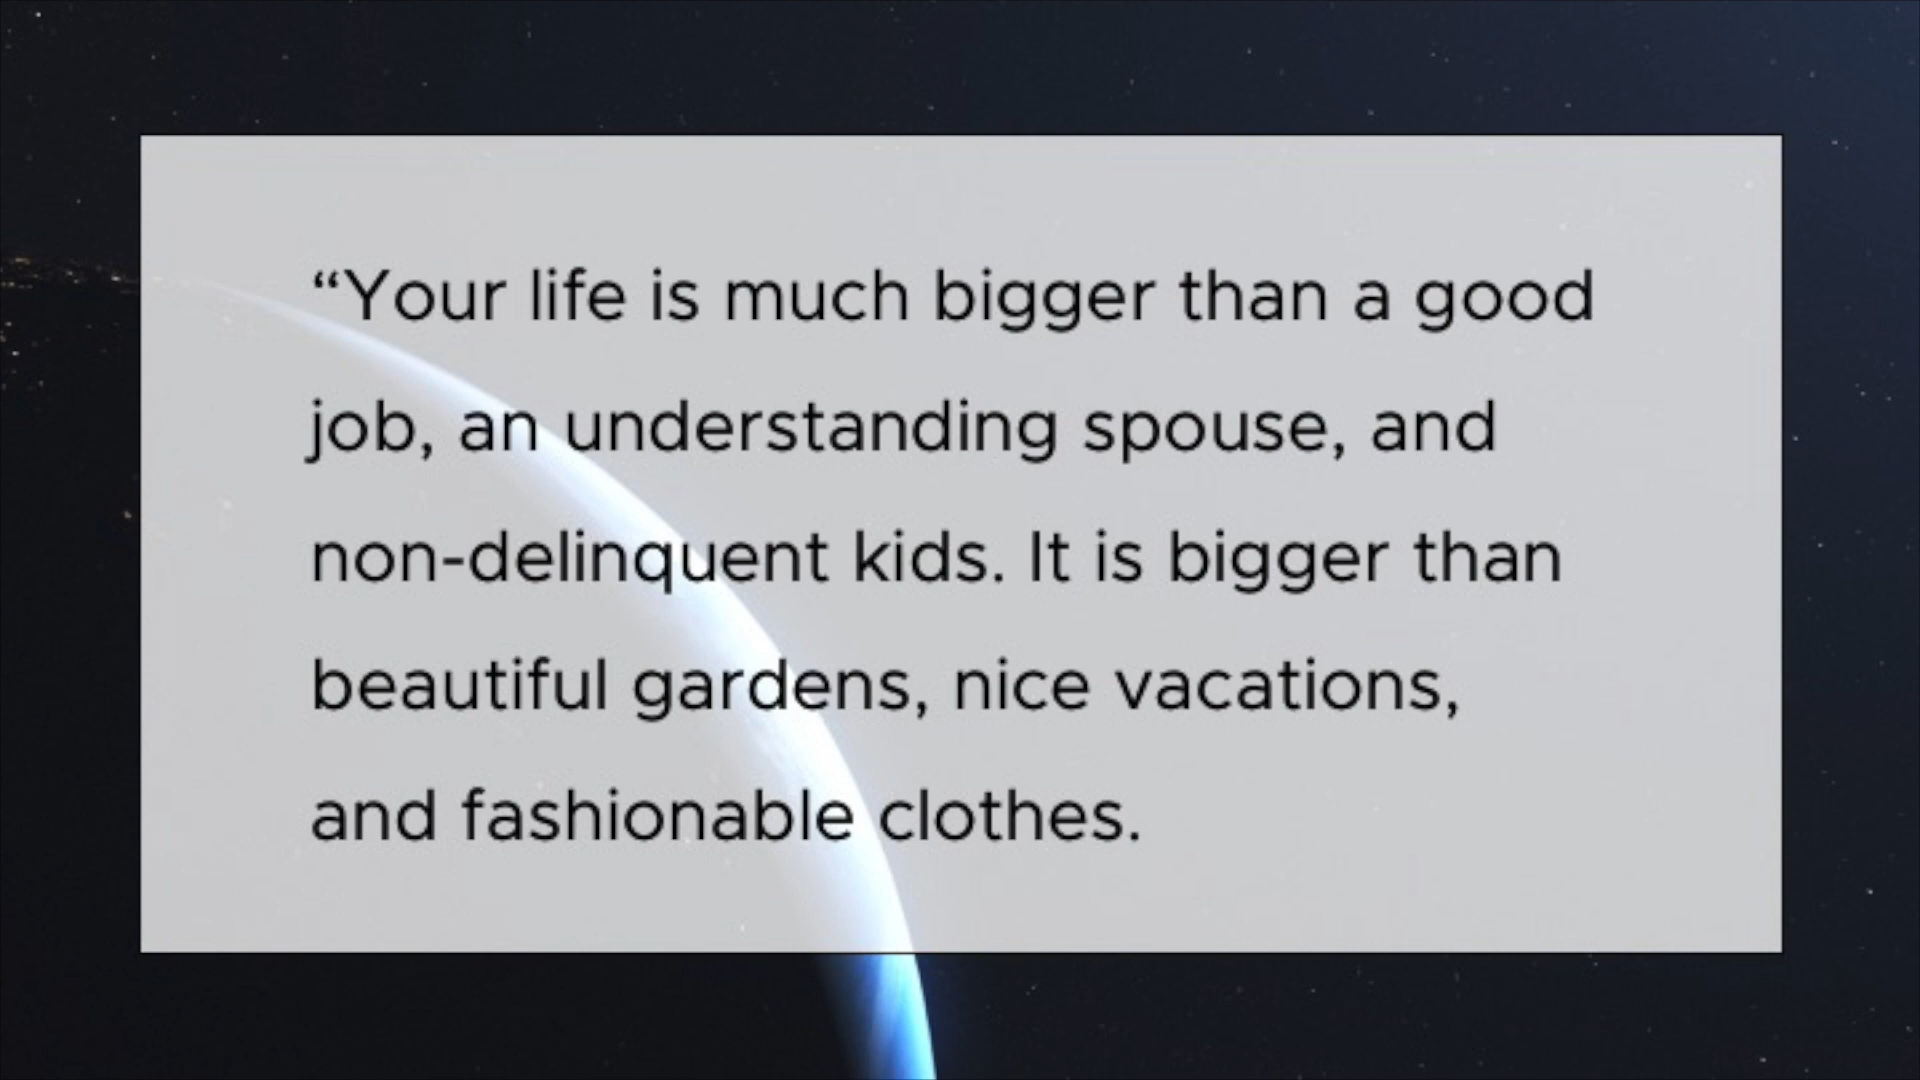 “Your life is much bigger than a good
job, an understanding spouse, and
non-delinquent kids. It is bigger than
beautiful gardens, nice vacations,
and fashionable clothes.